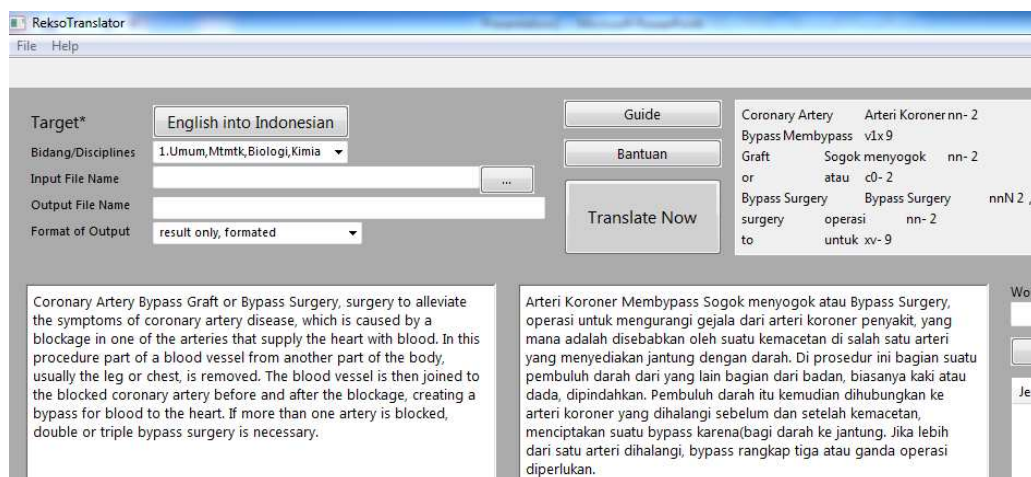 ReksoTranslator
File Help
Target*
English into Indonesian
Bidang/Disciplines
1.Umum,Mtmtk,Biologi,Kimia
Input File Name
...
Output File Name
Format of Output
result only, formated
Guide
Bantuan
Translate Now
Coronary Artery Arteri Koroner nn- 2
Bypass Membypass v1x 9
Graft Sogok menyogok nn- 2
or atau c0- 2
Bypass Surgery Bypass Surgery nnN 2 ,
surgery operasi nn- 2
to untuk xv- 9
Coronary Artery Bypass Graft or Bypass Surgery, surgery to alleviate
the symptoms of coronary artery disease, which is caused by a
blockage in one of the arteries that supply the heart with blood. In this
procedure part of a blood vessel from another part of the body,
usually the leg or chest, is removed. The blood vessel is then joined to
the blocked coronary artery before and after the blockage, creating a
bypass for blood to the heart. If more than one artery is blocked,
double or triple bypass surgery is necessary.
Arteri Koroner Membypass Sogok menyogok atau Bypass Surgery,
operasi untuk mengurangi gejala dari arteri koroner penyakit, yang
mana adalah disebabkan oleh suatu kemacetan di salah satu arteri
yang menyediakan jantung dengan darah. Di prosedur ini bagian suatu
pembuluh darah dari yang lain bagian dari badan, biasanya kaki atau
dada, dipindahkan. Pembuluh darah itu kemudian dihubungkan ke
arteri koroner yang dihalangi sebelum dan setelah kemacetan,
menciptakan suatu bypass karena(bagi darah ke jantung. Jika lebih
dari satu arteri dihalangi, bypass rangkap tiga atau ganda operasi
diperlukan.
Wo
Je